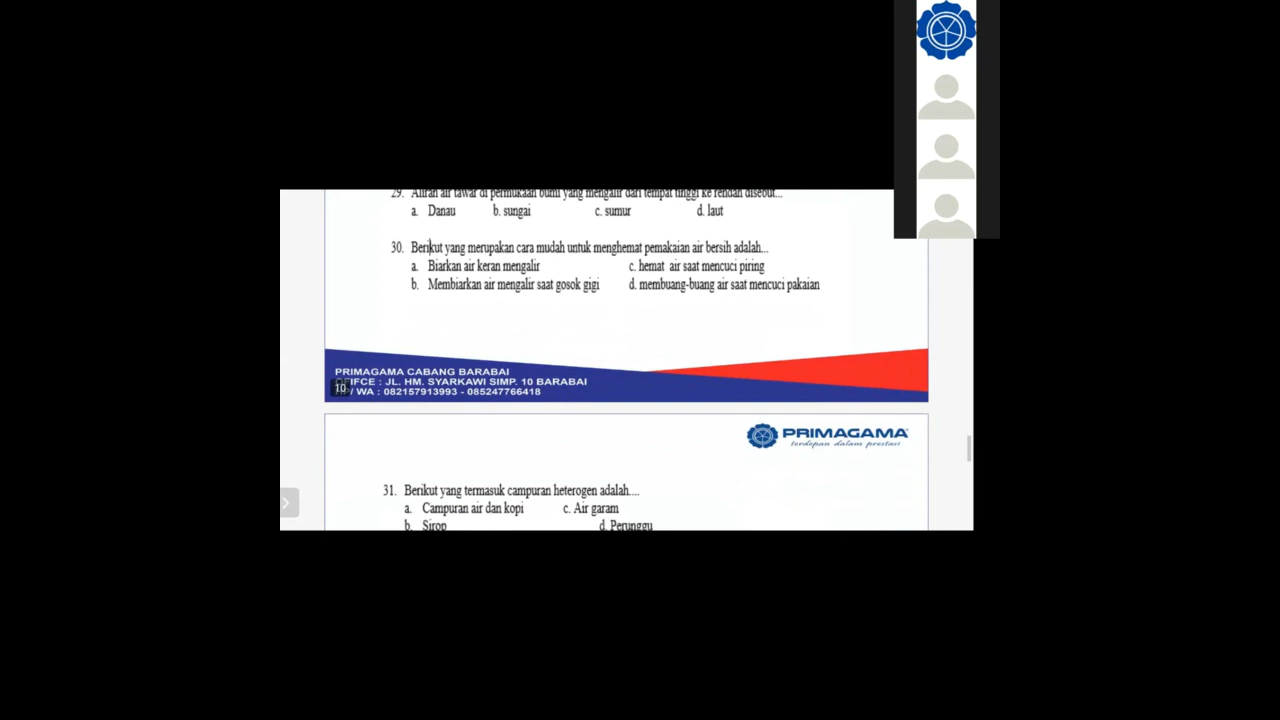 29. Aliran air tawar di permukaan bumi yang mengalir dari tempat tinggi ke rendah disebut...
a. Danau b. sungai c. sumur d. laut
30. Berikut yang merupakan cara mudah untuk menghemat pemakaian air bersih adalah...
a. Biarkan air keran mengalir c. hemat air saat mencuci piring
b. Membiarkan air mengalir saat gosok gigi d. membuang-buang air saat mencuci pakaian
PRIMAGAMA CABANG BARABAI
: JL. HM. SYARKAWI SIMP. 10 BARABAI
10
/ WA : 082157913993 - 085247766418
PRIMAGAMA
terdepan dalam prestasi
31. Berikut yang termasuk campuran heterogen adalah....
a. Campuran air dan kopi c. Air garam
b. Sirop d. Perunggu